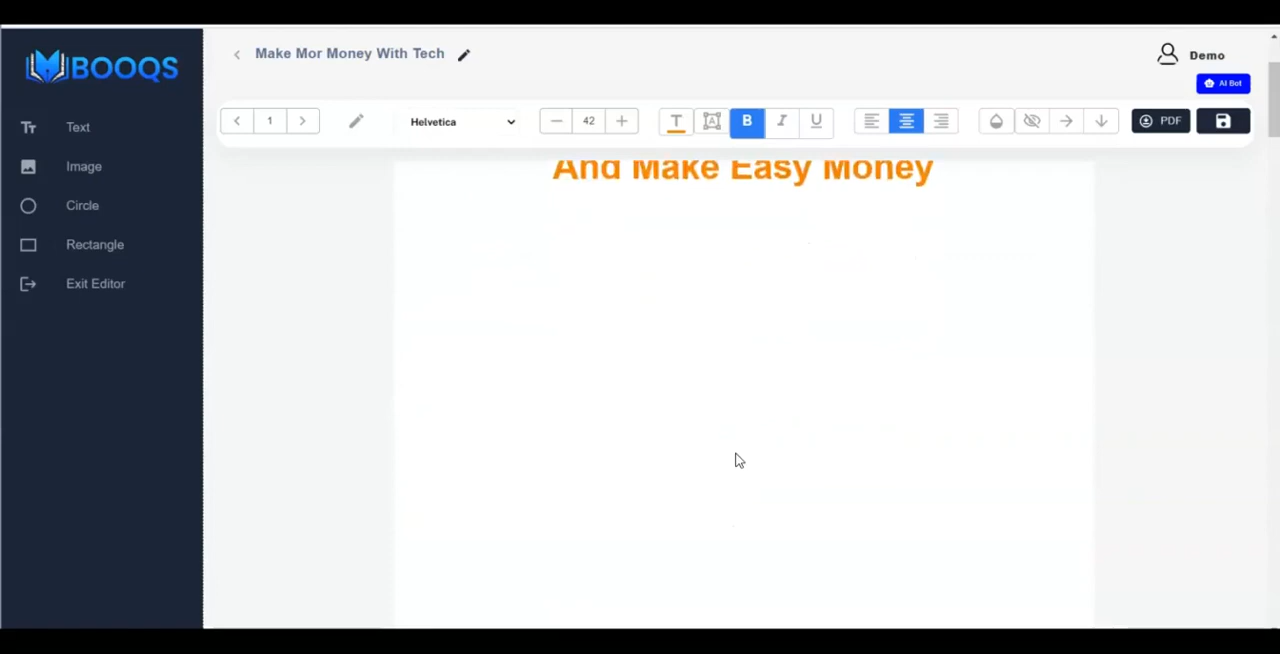 BOOQS
Make Mor Money With Tech
Demo
AI Bot
1
Helvetica
42
T
A
B
I
U
PDF
Tт Text
Image
Circle
Rectangle
Exit Editor
And Make Easy Money